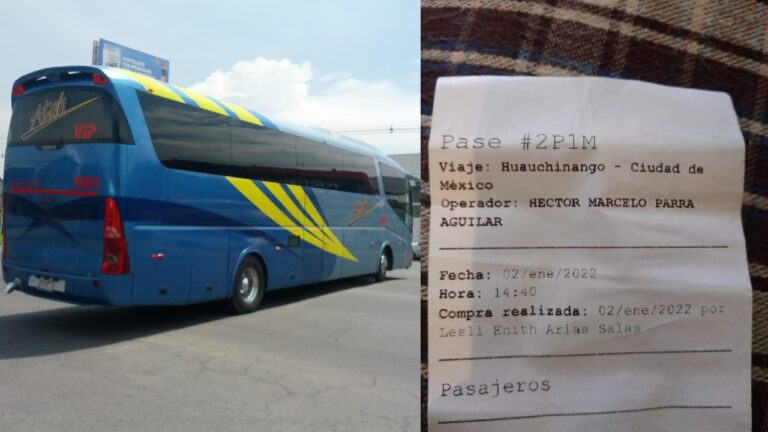 VIP
5001
Pase #2P1M
Viaje: Huauchinango - Ciudad de
México
Operador: HECTOR MARCELO PARRA
AGUILAR
Fecha: 02/ene/2022
Hora: 14:40
Compra realizada: 02/ene/2022 por
Lesli Enith Arias Salas
Pasajeros